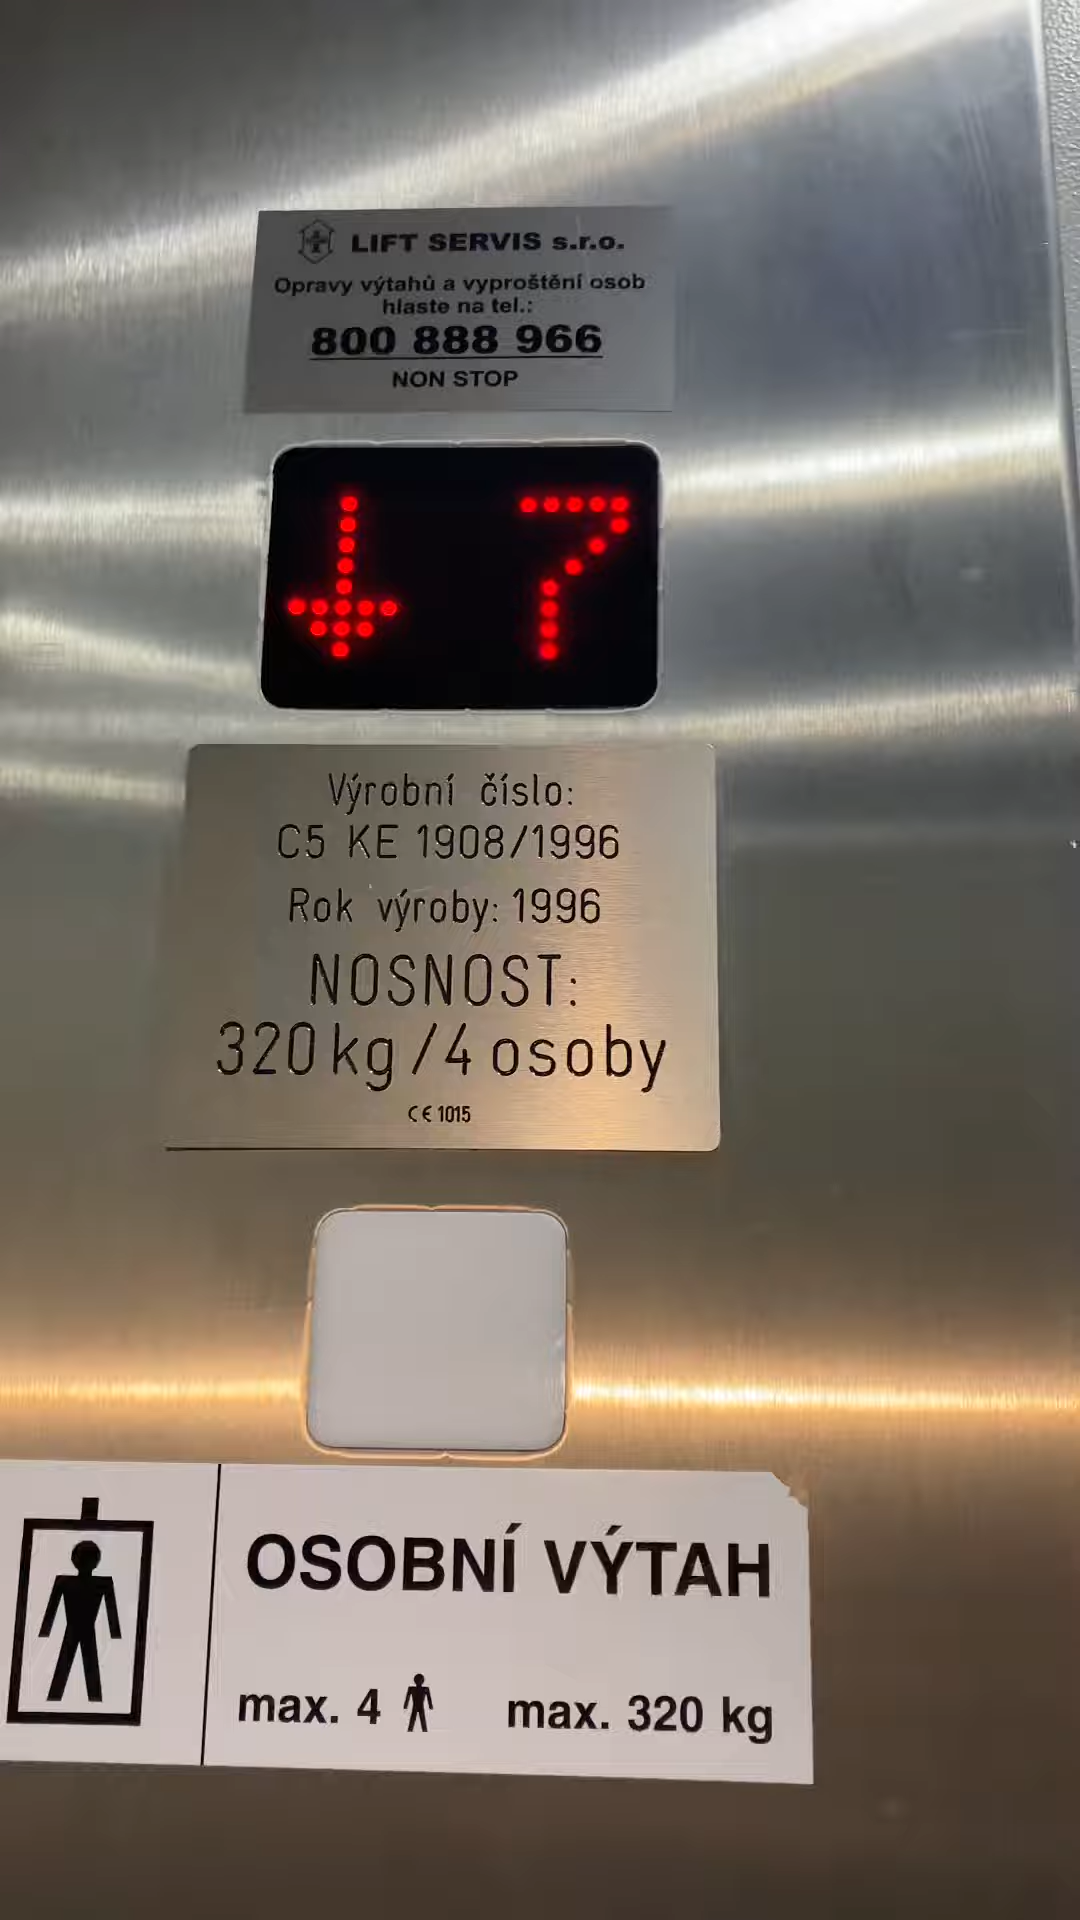 LIFT SERVIS s.r.o.
Opravy výtahů a vyproštění osob
hlaste na tel.:
800 888 966
NON STOP
7
Výrobní číslo:
C5 KE 1908/1996
Rok výroby: 1996
NOSNOST:
320 kg / 4 osoby
CE 1015
OSOBNÍ VÝTAH
max. 4 max. 320 kg